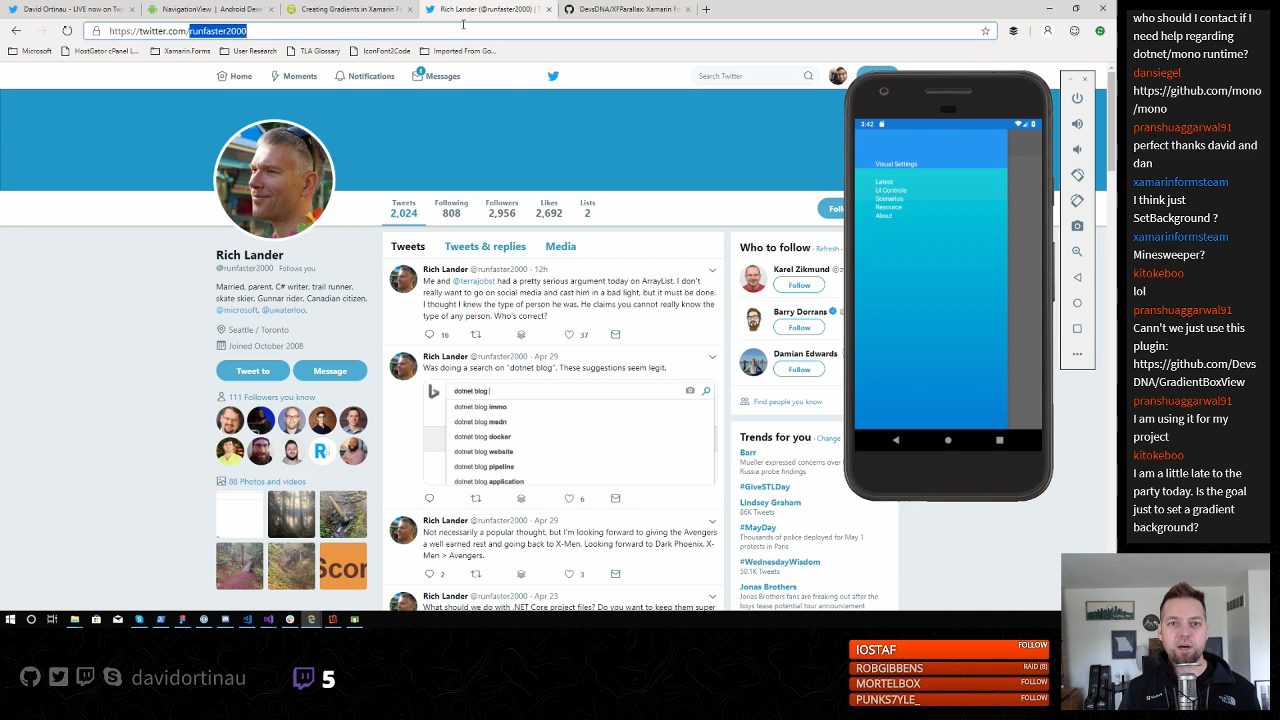 David Ortinau - LIVE now on Tw
NavigationView | Android Deve
Creating Gradients in Xamarin Fo
Rich Lander (@runfaster2000) | T
DevsDNA/XFParallax: Xamarin Fo
https://twitter.com/runfaster2000
Microsoft
HostGator cPanel L...
Xamarin.Forms
User Research
TLA Glossary
IconFont2Code
Imported From Go...
Home
Moments
Notifications
Messages
Search Twitter
Tweets
2,024
Following
808
Followers
2,956
Likes
2,692
Lists
2
Foll
Rich Lander
@runfaster2000 Follows you
Married, parent, C# writer, trail runner,
skate skier, Gunnar rider, Canadian citizen.
@microsoft, @uwaterloo.
Seattle / Toronto
Joined October 2008
Tweet to
Message
111 Followers you know
88 Photos and videos
Scor
Tweets
Tweets & replies
Media
Rich Lander @runfaster2000 · 12h
Me and @terrajobst had a pretty serious argument today on ArrayList. I don't
really want to go on social media and cast him in a bad light, but it must be done.
I thought I knew the type of person he was. He claims you cannot really know the
type of any person. Who's correct?
16
37
Rich Lander @runfaster2000 · Apr 29
Was doing a search on "dotnet blog". These suggestions seem legit.
dotnet blog
dotnet blog immo
dotnet blog msdn
dotnet blog docker
dotnet blog website
dotnet blog pipeline
dotnet blog application
6
Rich Lander @runfaster2000 · Apr 29
Not necessarily a popular thought, but I'm looking forward to giving the Avengers
a well earned rest and going back to X-Men. Looking forward to Dark Phoenix. X-
Men > Avengers.
2
3
Rich Lander @runfaster2000 · Apr 23
What should we do with .NET Core project files? Do you want to keep them super
Who to follow · Refresh ·
Karel Zikmund @z
Follow
Barry Dorrans
Follow
Damian Edwards
Follow
Find people you know
Trends for you · Change
Barr
Mueller expressed concerns over
Russia probe findings
#GiveSTLDay
Lindsey Graham
86K Tweets
#MayDay
Thousands of police deployed for May 1
protests in Paris
#WednesdayWisdom
50.1K Tweets
Jonas Brothers
Jonas Brothers fans are freaking out after the
boys tease potential tour announcement
3:42
Visual Settings
Latest
UI Controls
Scenarios
Resource
About
who should I contact if I
need help regarding
dotnet/mono runtime?
dansiegel
https://github.com/mono
/mono
pranshuaggarwal91
perfect thanks david and
dan
xamarinformsteam
I think just
SetBackground ?
xamarinformsteam
Minesweeper?
kitokeboo
lol
pranshuaggarwal91
Cann't we just use this
plugin:
https://github.com/Devs
DNA/GadientBoxView
pranshuaggarwal91
I am using it for my
project
kitokeboo
I am a little late to the
party today. Is the goal
just to set a gradient
background?
davidortinau
5
IOSTAF FOLLOW
ROBGIBBENS RAID (8)
MORTELBOX FOLLOW
PUNKS7YLE_ FOLLOW